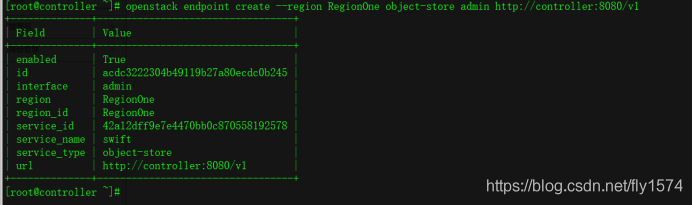 [root@controller ~]# openstack endpoint create --region RegionOne object-store admin http://controller:8080/v1
+--------------+----------------------------------+
| Field | Value |
+--------------+----------------------------------+
| enabled | True |
| id | acdc3222304b49119b27a80ecdc0b245 |
| interface | admin |
| region | RegionOne |
| region_id | RegionOne |
| service_id | 42a12dff9e7e4470bb0c870558192578 |
| service_name | swift |
| service_type | object-store |
| url | http://controller:8080/v1 |
+--------------+----------------------------------+
[root@controller ~]#
https://blog.csdn.net/fly1574